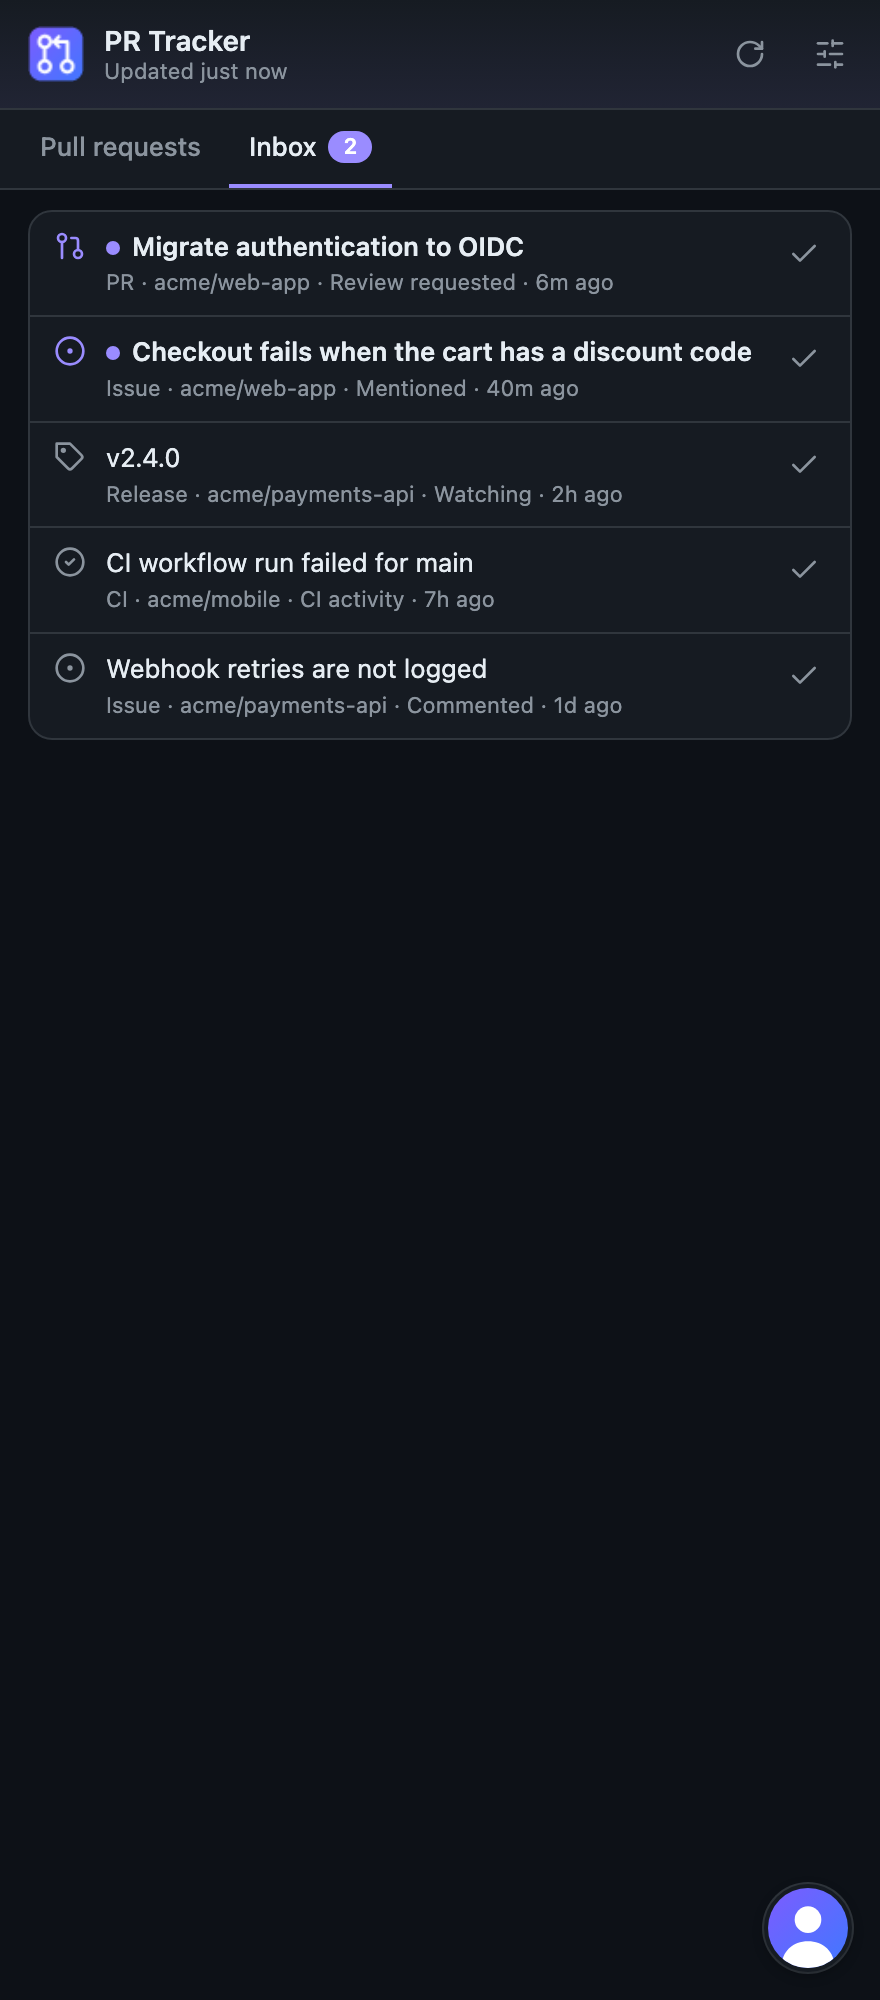 PR Tracker
Updated just now
Pull requests
Inbox 2
Migrate authentication to OIDC
PR · acme/web-app · Review requested · 6m ago
Checkout fails when the cart has a discount code
Issue · acme/web-app · Mentioned · 40m ago
v2.4.0
Release · acme/payments-api · Watching · 2h ago
CI workflow run failed for main
CI · acme/mobile · CI activity · 7h ago
Webhook retries are not logged
Issue · acme/payments-api · Commented · 1d ago